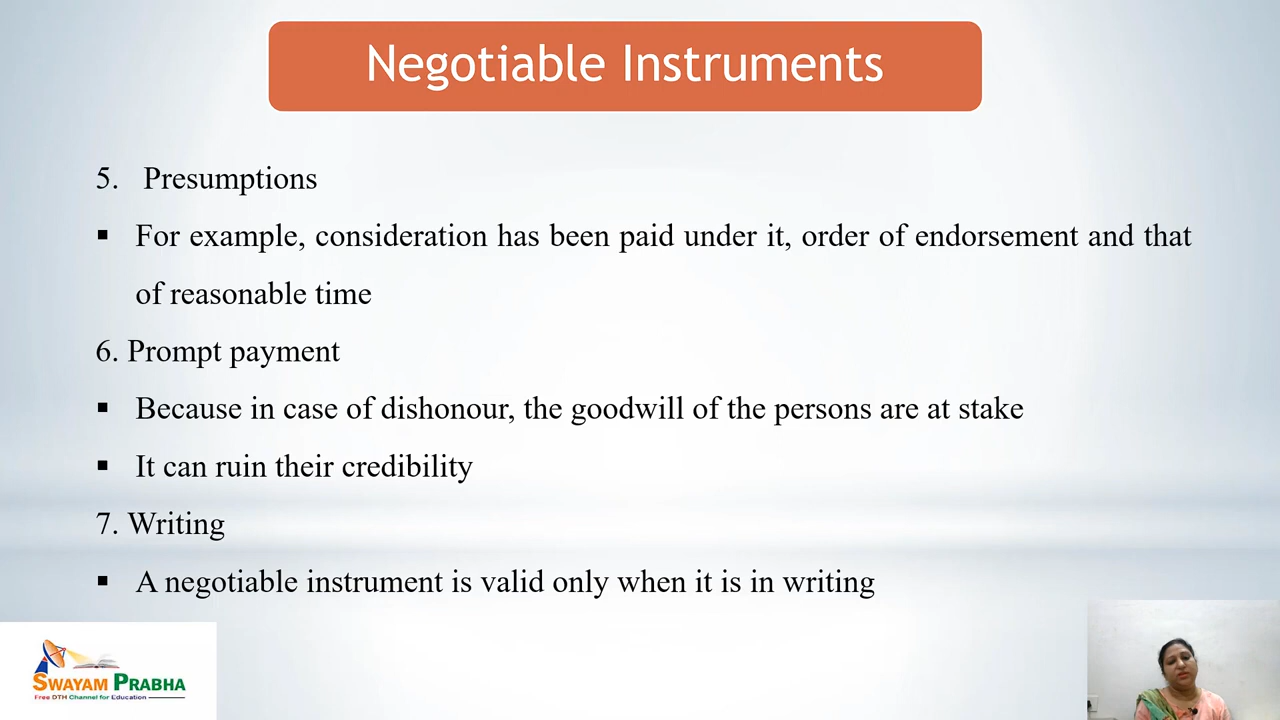 Negotiable Instruments
5. Presumptions
▪ For example, consideration has been paid under it, order of endorsement and that
of reasonable time
6. Prompt payment
▪ Because in case of dishonour, the goodwill of the persons are at stake
▪ It can ruin their credibility
7. Writing
▪ A negotiable instrument is valid only when it is in writing
SWAYAM PRABHA
Free DTH Channel for Education